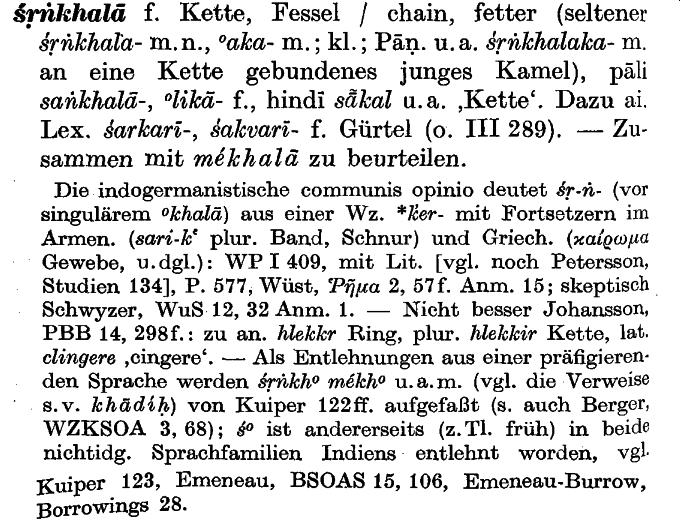 śṛṅkhalā f. Kette, Fessel / chain, fetter (seltener
śṛṅkhala- m. n., °aka- m.; kl.; Pāṇ. u. a. śṛṅkhalaka- m.
an eine Kette gebundenes junges Kamel), pāli
saṅkhalā-, °likā- f., hindī sā̃kal u. a. ‚Kette‘. Dazu ai.
Lex. śarkarī-, śakvarī- f. Gürtel (o. III 289). — Zu-
sammen mit mékhalā zu beurteilen.
Die indogermanistische communis opinio deutet śṛ-ṅ- (vor
singulärem °khalā) aus einer Wz. *k̑er- mit Fortsetzern im
Armen. (sari-kʿ plur. Band, Schnur) und Griech. (καίρωμα
Gewebe, u. dgl.): WP I 409, mit Lit. [vgl. noch Petersson,
Studien 134], P. 577, Wüst, Ῥῆμα 2, 57f. Anm. 15; skeptisch
Schwyzer, WuS 12, 32 Anm. 1. — Nicht besser Johansson,
PBB 14, 298f.: zu an. hlekkr Ring, plur. hlekkir Kette, lat.
clingere ‚cingere‘. — Als Entlehnungen aus einer präfigieren-
den Sprache werden śṛṅkh° mékh° u. a. m. (vgl. die Verweise
s. v. khādíḥ) von Kuiper 122ff. aufgefaßt (s. auch Berger,
WZKSOA 3, 68); ś° ist andererseits (z. Tl. früh) in beide
nichtidg. Sprachfamilien Indiens entlehnt worden, vgl.
Kuiper 123, Emeneau, BSOAS 15, 106, Emeneau-Burrow,
Borrowings 28.